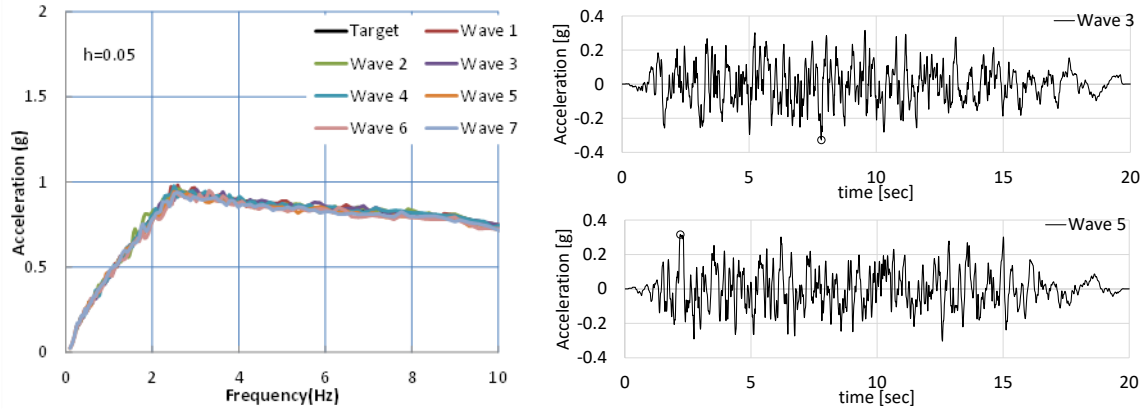 2
1.5
1
0.5
0
Acceleration (g)
h=0.05
Target
Wave 1
Wave 2
Wave 3
Wave 4
Wave 5
Wave 6
Wave 7
0 2 4 6 8 10
Frequency(Hz)
0.4
0.2
0
-0.2
-0.4
Acceleration [g]
Wave 3
0 5 10 15 20
time [sec]
0.4
0.2
0
-0.2
-0.4
Acceleration [g]
Wave 5
0 5 10 15 20
time [sec]